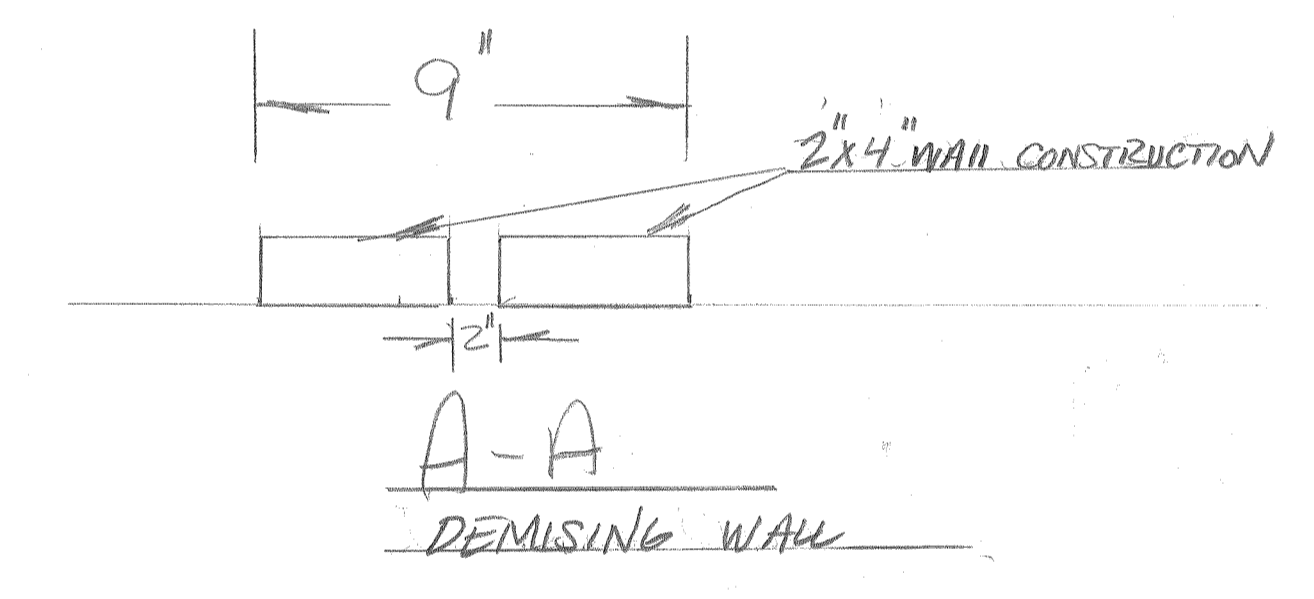 9"
2"x4" WALL CONSTRUCTION
2"
A-A
DEMISING WALL